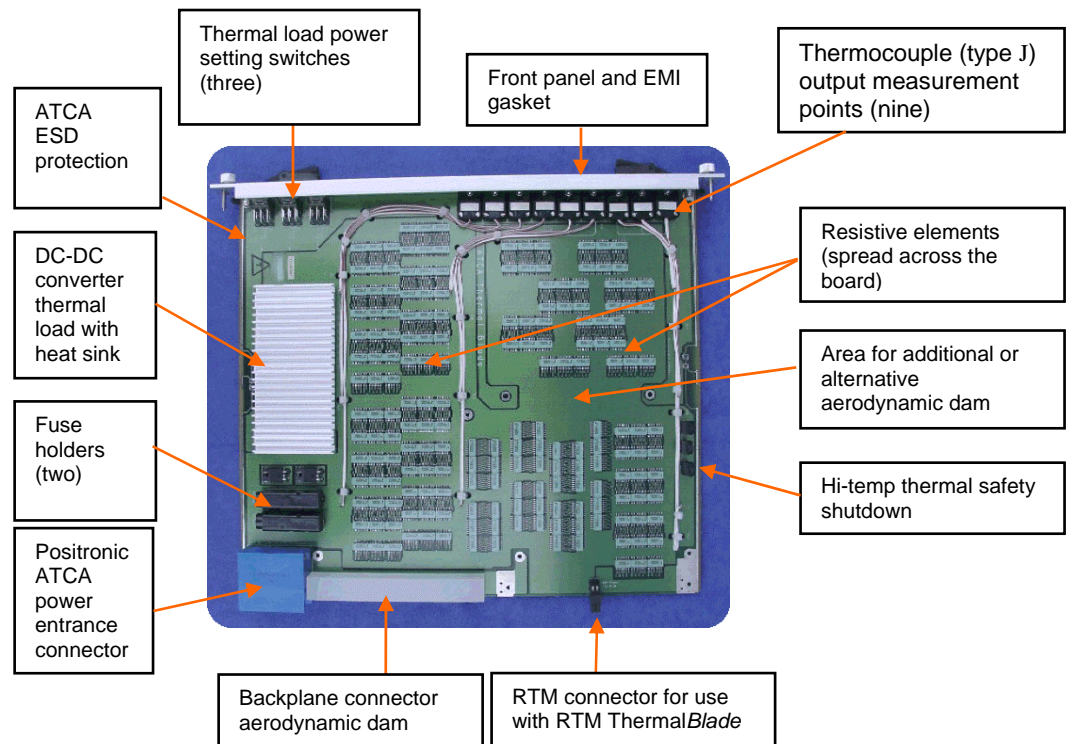 Thermal load power
setting switches
(three)
Front panel and EMI
gasket
Thermocouple (type J)
output measurement
points (nine)
ATCA
ESD
protection
DC-DC
converter
thermal
load with
heat sink
Resistive elements
(spread across the
board)
Area for additional or
alternative
aerodynamic dam
Fuse
holders
(two)
Hi-temp thermal safety
shutdown
Positronic
ATCA
power
entrance
connector
Backplane connector
aerodynamic dam
RTM connector for use
with RTM ThermalBlade